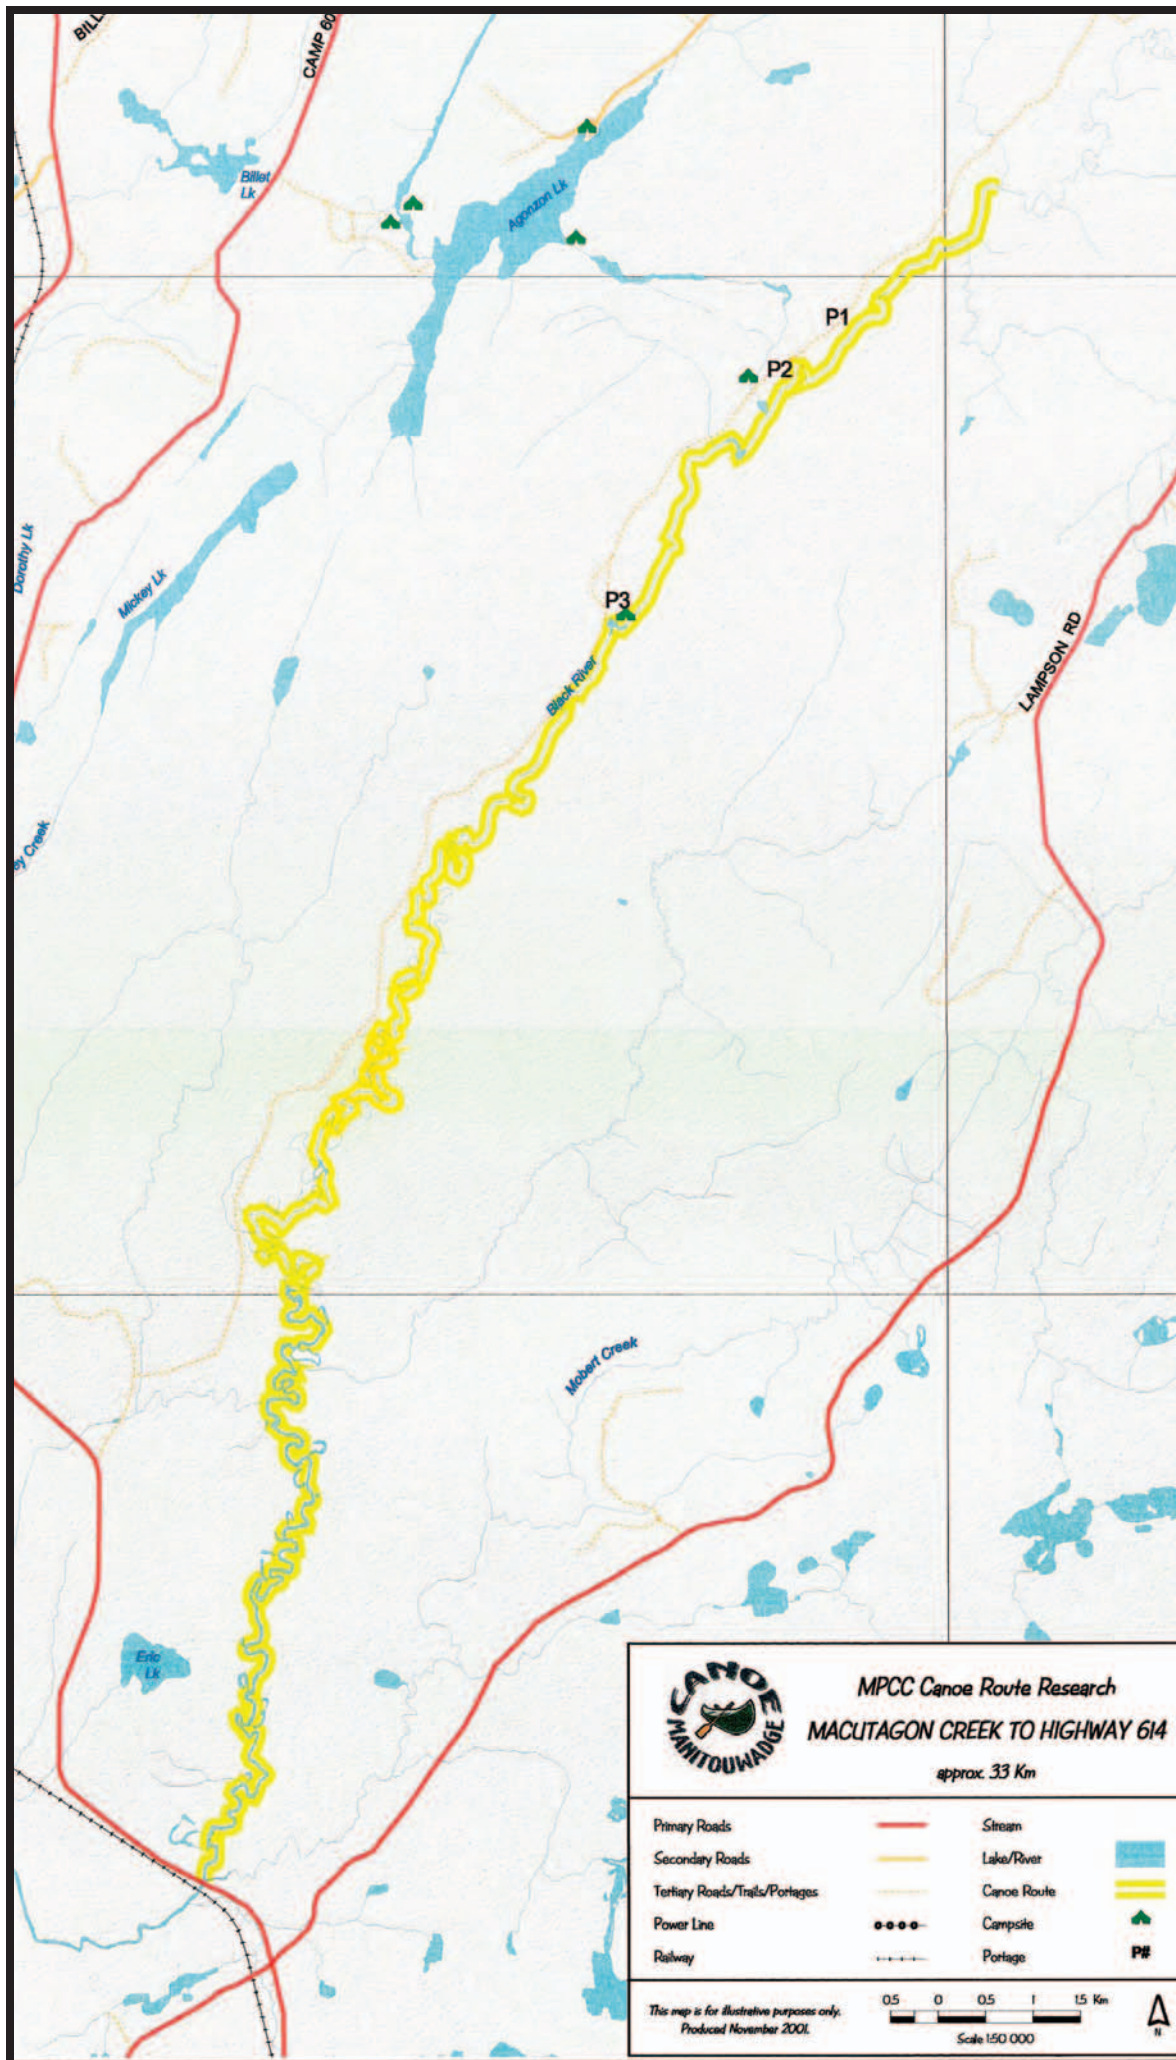 BILL
CAMP 60
Billet
Lk
Agonzon Lk
P1
P2
Dorothy Lk
Mickey Lk
P3
LAMPSON RD
Black River
ey Creek
Mobert Creek
Eric
Lk
CANOE
MANITOUWADGE
MPCC Canoe Route Research
MACUTAGON CREEK TO HIGHWAY 614
approx. 33 Km
Primary Roads
Stream
Secondary Roads
Lake/River
Tertiary Roads/Trails/Portages
Canoe Route
Power Line
Campsite
Railway
Portage
P#
This map is for illustrative purposes only.
Produced November 2001.
0.5 0 0.5 1 1.5 Km
Scale 1:50 000
N